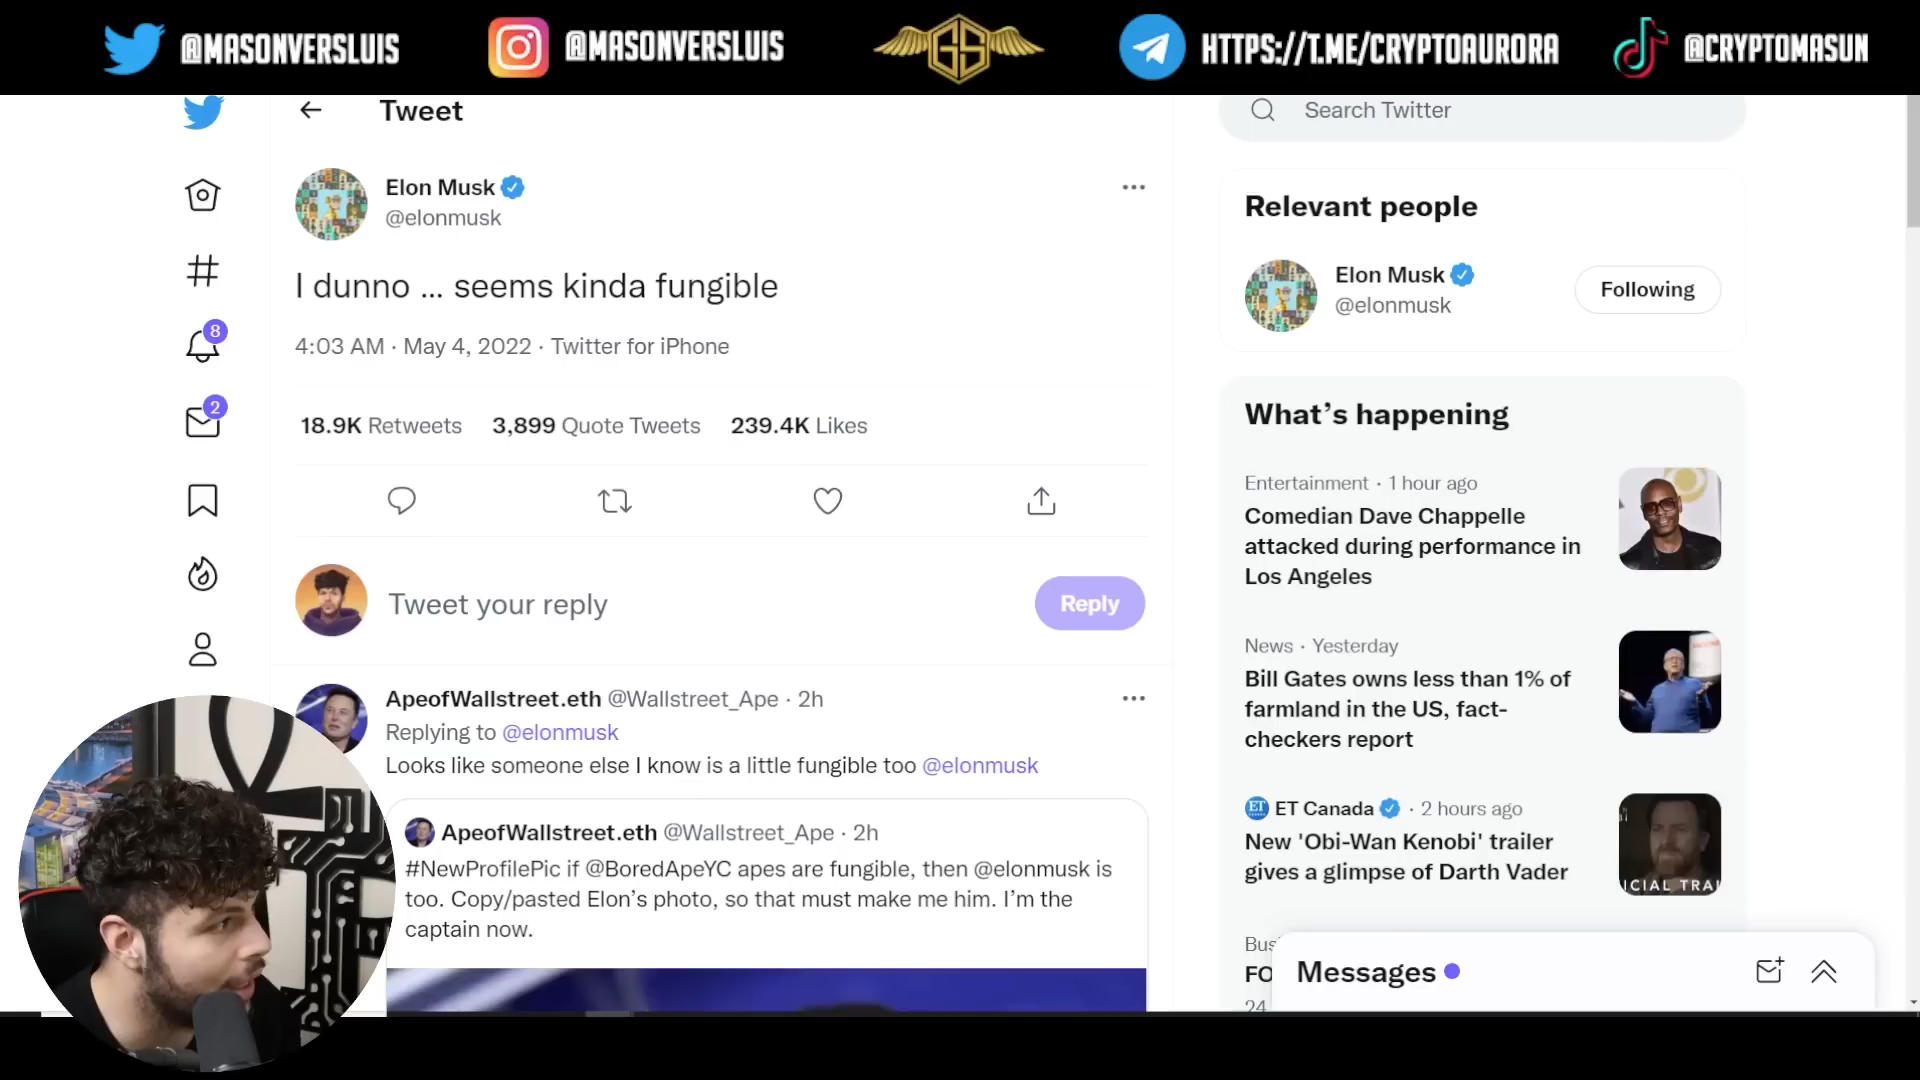 @MASONVERSLUIS
@MASONVERSLUIS
GS
HTTPS://T.ME/CRYPTOAURORA
@CRYPTOMASUN
Tweet
Elon Musk
@elonmusk
I dunno ... seems kinda fungible
4:03 AM · May 4, 2022 · Twitter for iPhone
18.9K Retweets 3,899 Quote Tweets 239.4K Likes
8
2
Tweet your reply
Reply
ApeofWallstreet.eth @Wallstreet_Ape · 2h
Replying to @elonmusk
Looks like someone else I know is a little fungible too @elonmusk
ApeofWallstreet.eth @Wallstreet_Ape · 2h
#NewProfilePic if @BoredApeYC apes are fungible, then @elonmusk is
too. Copy/pasted Elon's photo, so that must make me him. I'm the
captain now.
Search Twitter
Relevant people
Elon Musk
@elonmusk
Following
What's happening
Entertainment · 1 hour ago
Comedian Dave Chappelle
attacked during performance in
Los Angeles
News · Yesterday
Bill Gates owns less than 1% of
farmland in the US, fact-
checkers report
ET
ET Canada · 2 hours ago
New 'Obi-Wan Kenobi' trailer
gives a glimpse of Darth Vader
ICIAL TRA
Bus
FO
24
Messages